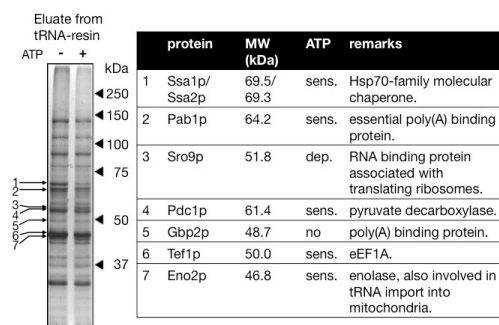 Eluate from
tRNA-resin
ATP - +
kDa
250
150
100
75
50
37
1
2
3
4
5
6
7
protein MW (kDa) ATP remarks
1 Ssa1p/ 69.5/ sens. Hsp70-family molecular
Ssa2p 69.3 chaperone.
2 Pab1p 64.2 sens. essential poly(A) binding
protein.
3 Sro9p 51.8 dep. RNA binding protein
associated with
translating ribosomes.
4 Pdc1p 61.4 sens. pyruvate decarboxylase.
5 Gbp2p 48.7 no poly(A) binding protein.
6 Tef1p 50.0 sens. eEF1A.
7 Eno2p 46.8 sens. enolase, also involved in
tRNA import into
mitochondria.